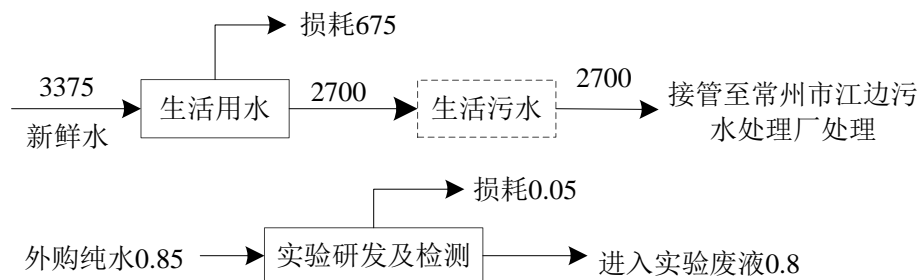 损耗675
3375
生活用水
2700
生活污水
2700
接管至常州市江边污
水处理厂处理
新鲜水
损耗0.05
外购纯水0.85
实验研发及检测
进入实验废液0.8